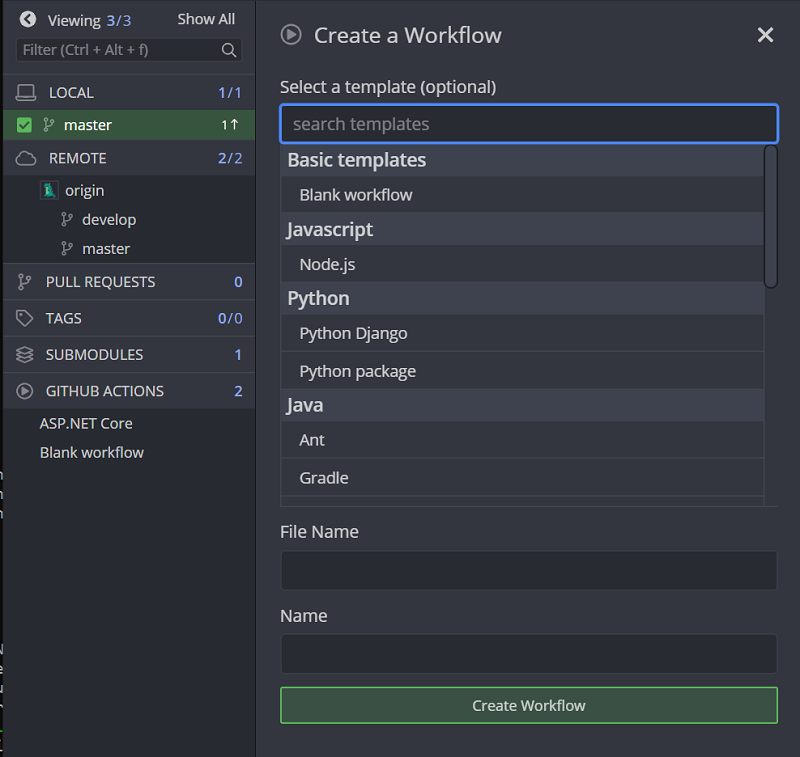 Viewing 3/3 Show All
Filter (Ctrl + Alt + f)
LOCAL 1/1
master 1↑
REMOTE 2/2
origin
develop
master
PULL REQUESTS 0
TAGS 0/0
SUBMODULES 1
GITHUB ACTIONS 2
ASP.NET Core
Blank workflow
Create a Workflow
Select a template (optional)
search templates
Basic templates
Blank workflow
Javascript
Node.js
Python
Python Django
Python package
Java
Ant
Gradle
File Name
Name
Create Workflow